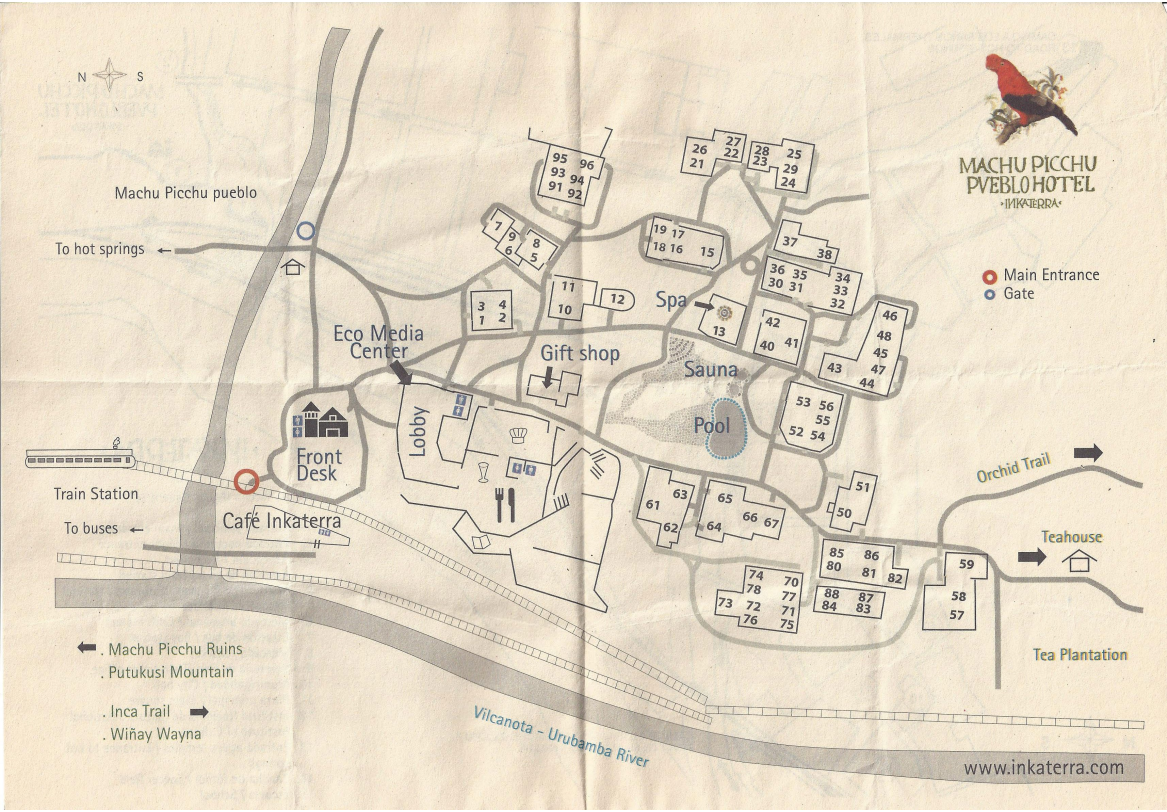 N S
MACHU PICCHU
PVEBLO HOTEL
·INKATERRA·
Machu Picchu pueblo
To hot springs ←
Main Entrance
Gate
95 96
93 94
91 92
27
26 22
21
28 25
23 29
24
7 9 8
6 5
19 17
18 16 15
37
38
36 35 34
30 31 33
32
3 4
1 2
11
10
12
Spa
13
42
40 41
46
48
45
43 47
44
Eco Media
Center
Gift shop
Sauna
Pool
53 56
55
52 54
Lobby
Front
Desk
Train Station
To buses ←
Café Inkaterra
63
61
62
65
66 67
64
51
50
Orchid Trail
Teahouse
85 86
80 81 82
88 87
84 83
59
58
57
74 70
78 77
73 72 71
76 75
Tea Plantation
. Machu Picchu Ruins
. Putukusi Mountain
. Inca Trail
. Wiñay Wayna
Vilcanota - Urubamba River
www.inkaterra.com